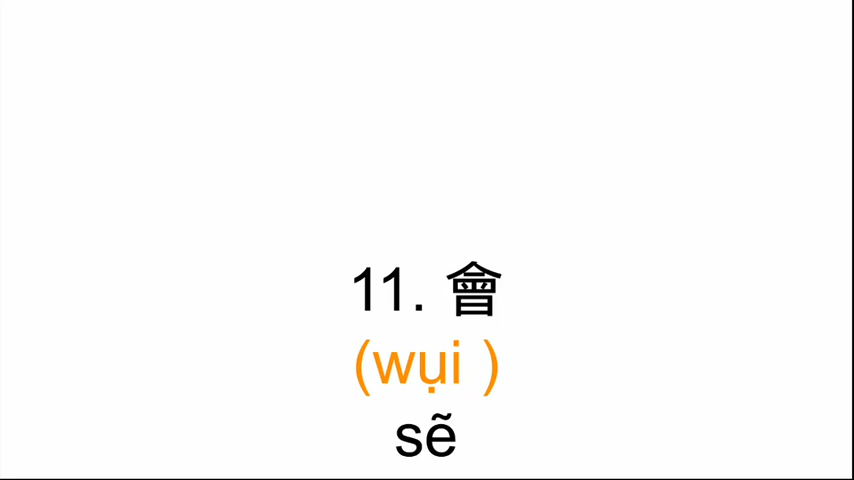 11. 會
(wụi )
sẽ